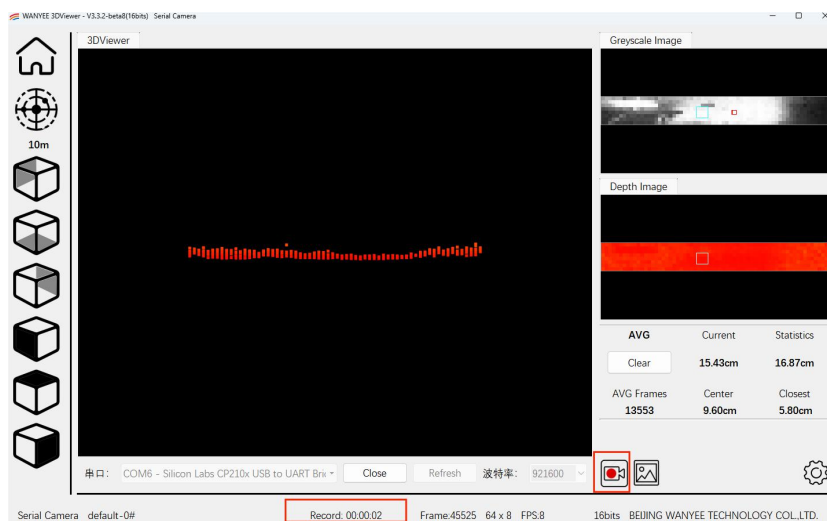 WANYEE 3DViewer - V3.3.2-beta8(16bits) Serial Camera
3DViewer
Greyscale Image
10m
Depth Image
AVG Current Statistics
Clear 15.43cm 16.87cm
AVG Frames Center Closest
13553 9.60cm 5.80cm
串口: COM6 - Silicon Labs CP210x USB to UART Bri Close Refresh 波特率: 921600
Serial Camera default-0# Record: 00:00:02 Frame:45525 64 x 8 FPS:8 16bits BEIJING WANYEE TECHNOLOGY COL.,LTD.